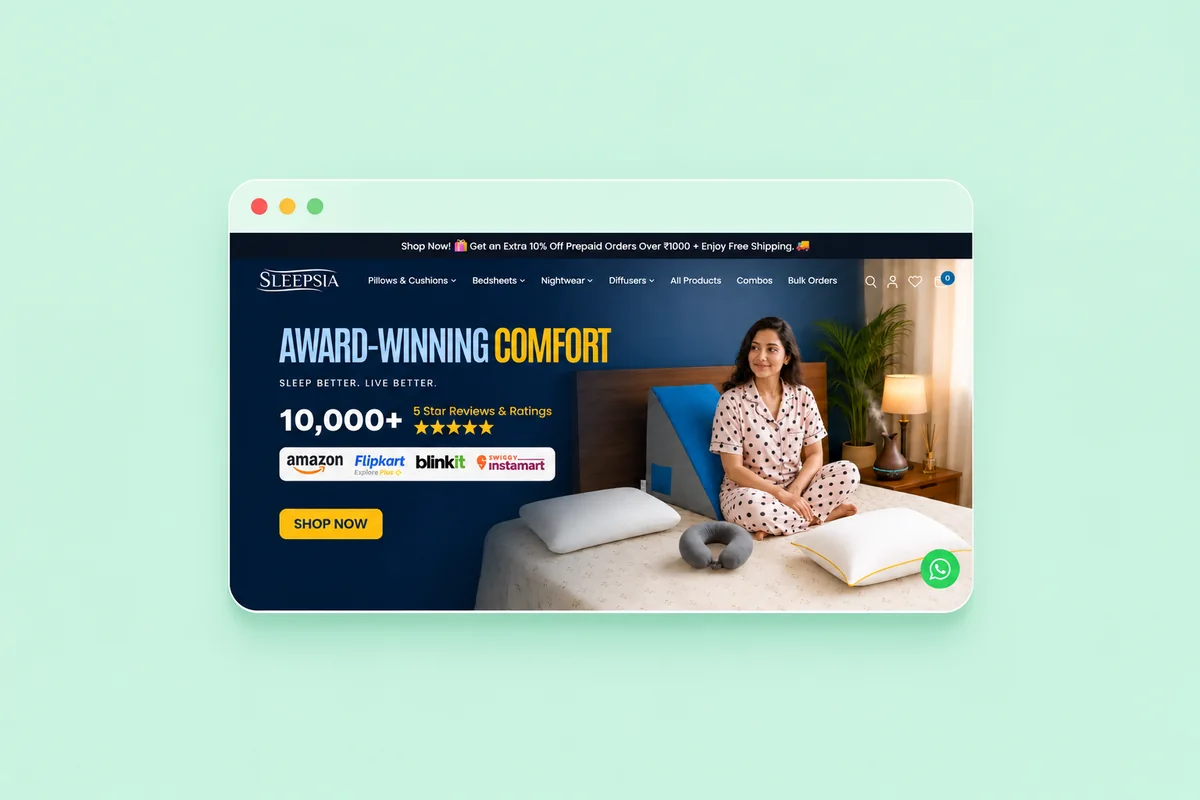 Shop Now! 🎁 Get an Extra 10% Off Prepaid Orders Over ₹1000 + Enjoy Free Shipping. 🚚
SLEEPSIA
Pillows & Cushions Bedsheets Nightwear Diffusers All Products Combos Bulk Orders 0
AWARD-WINNING COMFORT
SLEEP BETTER. LIVE BETTER.
10,000+
5 Star Reviews & Ratings
amazon
Flipkart
Explore Plus
blinkit
SWIGGY
instamart
SHOP NOW